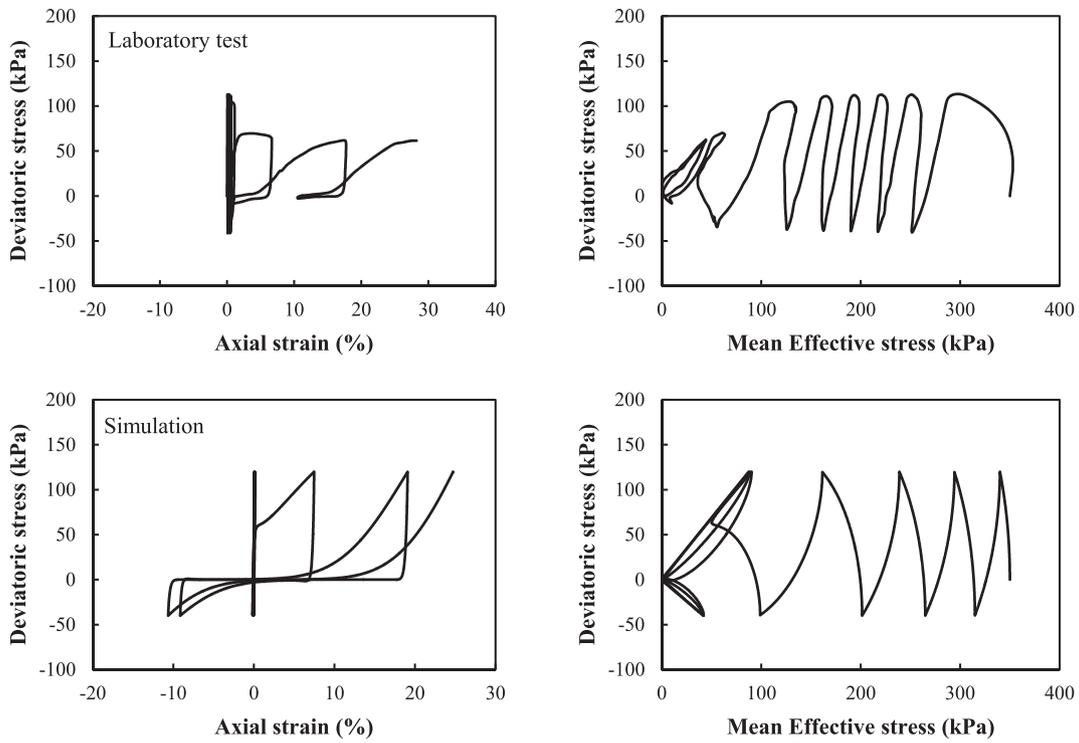 200
150
100
50
0
-50
-100
Deviatoric stress (kPa)
Laboratory test
-20 -10 0 10 20 30 40
Axial strain (%)
200
150
100
50
0
-50
-100
Deviatoric stress (kPa)
0 100 200 300 400
Mean Effective stress (kPa)
200
150
100
50
0
-50
-100
Deviatoric stress (kPa)
Simulation
-20 -10 0 10 20 30
Axial strain (%)
200
150
100
50
0
-50
-100
Deviatoric stress (kPa)
0 100 200 300 400
Mean Effective stress (kPa)